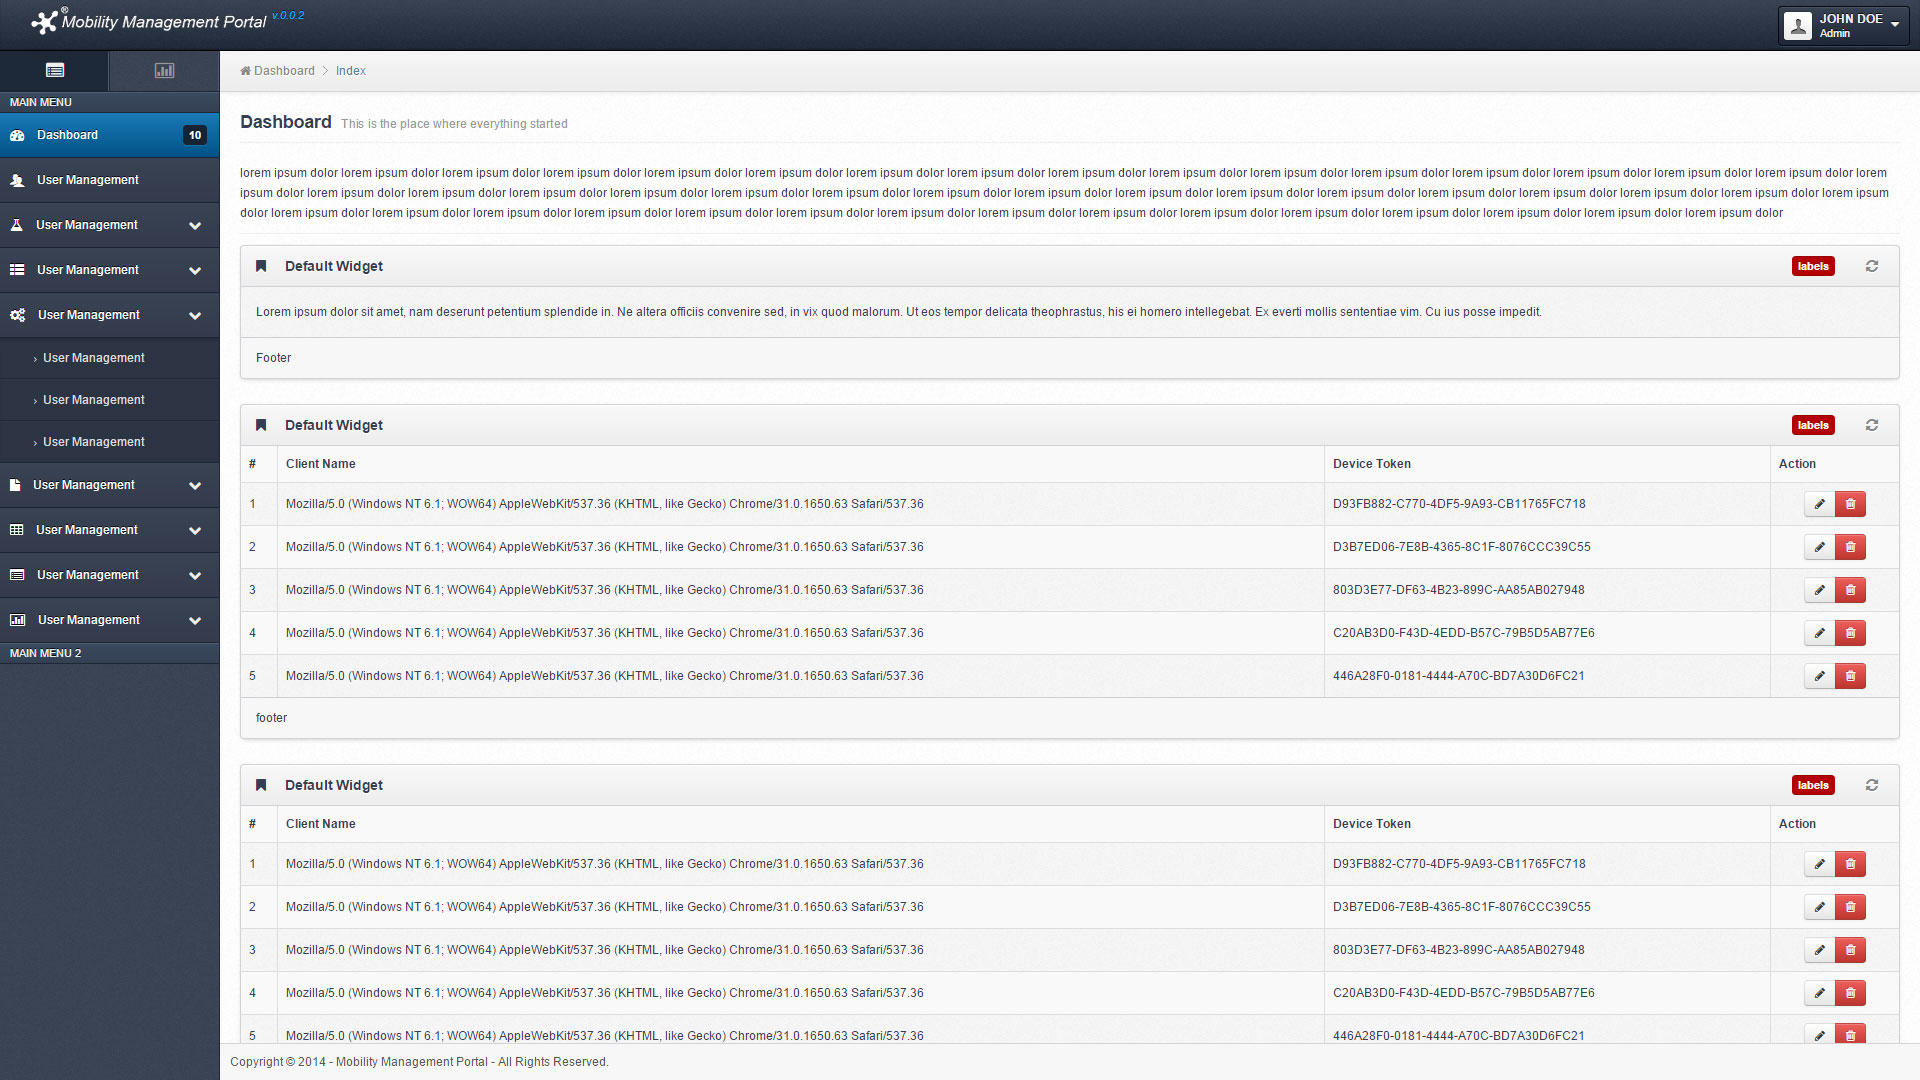 ® Mobility Management Portal v.0.0.2
JOHN DOE
Admin
MAIN MENU
Dashboard 10
User Management
User Management
User Management
User Management
› User Management
› User Management
› User Management
User Management
User Management
User Management
User Management
MAIN MENU 2
Dashboard > Index
Dashboard This is the place where everything started
lorem ipsum dolor lorem ipsum dolor lorem ipsum dolor lorem ipsum dolor lorem ipsum dolor lorem ipsum dolor lorem ipsum dolor lorem ipsum dolor lorem ipsum dolor lorem ipsum dolor lorem ipsum dolor lorem ipsum dolor lorem ipsum dolor lorem ipsum dolor lorem ipsum dolor lorem ipsum dolor lorem
ipsum dolor lorem ipsum dolor lorem ipsum dolor lorem ipsum dolor lorem ipsum dolor lorem ipsum dolor lorem ipsum dolor lorem ipsum dolor lorem ipsum dolor lorem ipsum dolor lorem ipsum dolor lorem ipsum dolor lorem ipsum dolor lorem ipsum dolor lorem ipsum dolor lorem ipsum dolor lorem ipsum
dolor lorem ipsum dolor lorem ipsum dolor lorem ipsum dolor lorem ipsum dolor lorem ipsum dolor lorem ipsum dolor lorem ipsum dolor lorem ipsum dolor lorem ipsum dolor lorem ipsum dolor lorem ipsum dolor lorem ipsum dolor lorem ipsum dolor lorem ipsum dolor lorem ipsum dolor
Default Widget labels
Lorem ipsum dolor sit amet, nam deserunt petentium splendide in. Ne altera officiis convenire sed, in vix quod malorum. Ut eos tempor delicata theophrastus, his ei homero intellegebat. Ex everti mollis sententiae vim. Cu ius posse impedit.
Footer
Default Widget labels
# Client Name Device Token Action
1 Mozilla/5.0 (Windows NT 6.1; WOW64) AppleWebKit/537.36 (KHTML, like Gecko) Chrome/31.0.1650.63 Safari/537.36 D93FB882-C770-4DF5-9A93-CB11765FC718
2 Mozilla/5.0 (Windows NT 6.1; WOW64) AppleWebKit/537.36 (KHTML, like Gecko) Chrome/31.0.1650.63 Safari/537.36 D3B7ED06-7E8B-4365-8C1F-8076CCC39C55
3 Mozilla/5.0 (Windows NT 6.1; WOW64) AppleWebKit/537.36 (KHTML, like Gecko) Chrome/31.0.1650.63 Safari/537.36 803D3E77-DF63-4B23-899C-AA85AB027948
4 Mozilla/5.0 (Windows NT 6.1; WOW64) AppleWebKit/537.36 (KHTML, like Gecko) Chrome/31.0.1650.63 Safari/537.36 C20AB3D0-F43D-4EDD-B57C-79B5D5AB77E6
5 Mozilla/5.0 (Windows NT 6.1; WOW64) AppleWebKit/537.36 (KHTML, like Gecko) Chrome/31.0.1650.63 Safari/537.36 446A28F0-0181-4444-A70C-BD7A30D6FC21
footer
Default Widget labels
# Client Name Device Token Action
1 Mozilla/5.0 (Windows NT 6.1; WOW64) AppleWebKit/537.36 (KHTML, like Gecko) Chrome/31.0.1650.63 Safari/537.36 D93FB882-C770-4DF5-9A93-CB11765FC718
2 Mozilla/5.0 (Windows NT 6.1; WOW64) AppleWebKit/537.36 (KHTML, like Gecko) Chrome/31.0.1650.63 Safari/537.36 D3B7ED06-7E8B-4365-8C1F-8076CCC39C55
3 Mozilla/5.0 (Windows NT 6.1; WOW64) AppleWebKit/537.36 (KHTML, like Gecko) Chrome/31.0.1650.63 Safari/537.36 803D3E77-DF63-4B23-899C-AA85AB027948
4 Mozilla/5.0 (Windows NT 6.1; WOW64) AppleWebKit/537.36 (KHTML, like Gecko) Chrome/31.0.1650.63 Safari/537.36 C20AB3D0-F43D-4EDD-B57C-79B5D5AB77E6
5 Mozilla/5.0 (Windows NT 6.1; WOW64) AppleWebKit/537.36 (KHTML, like Gecko) Chrome/31.0.1650.63 Safari/537.36 446A28F0-0181-4444-A70C-BD7A30D6FC21
Copyright © 2014 - Mobility Management Portal - All Rights Reserved.